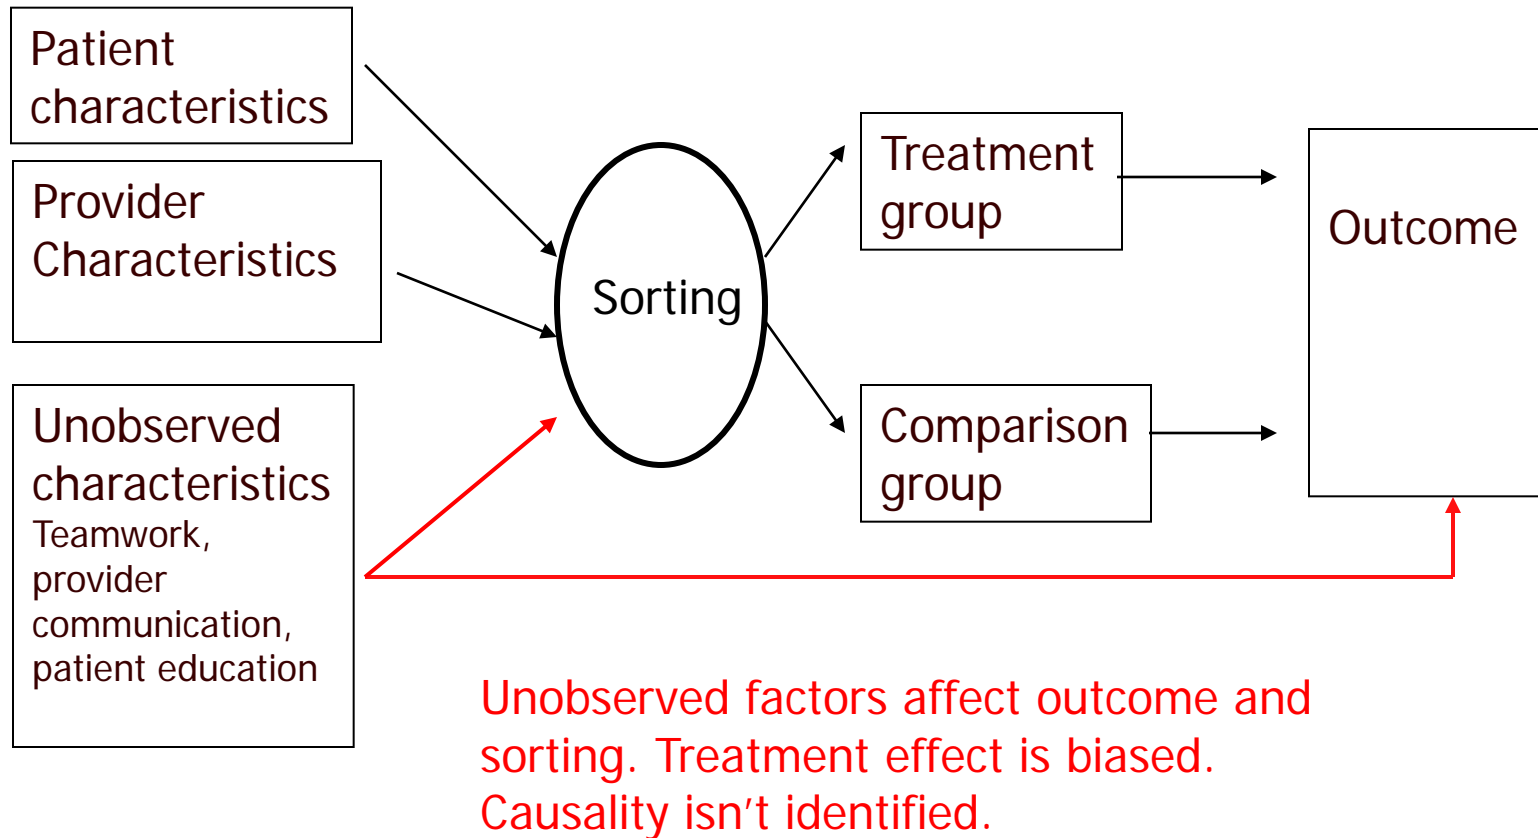 Patient
characteristics
Provider
Characteristics
Unobserved
characteristics
Teamwork,
provider
communication,
patient education
Sorting
Treatment
group
Comparison
group
Outcome
Unobserved factors affect outcome and
sorting. Treatment effect is biased.
Causality isn't identified.